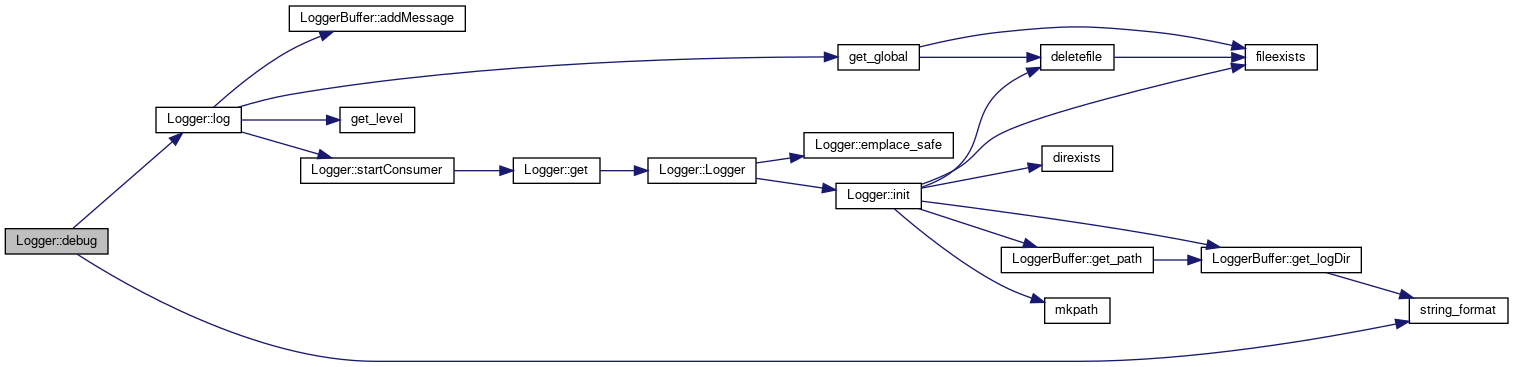 LoggerBuffer::addMessage
get_global
deletefile
fileexists
Logger::log
get_level
Logger::emplace_safe
direxists
Logger::startConsumer
Logger::get
Logger::Logger
Logger::init
Logger::debug
LoggerBuffer::get_path
LoggerBuffer::get_logDir
mkpath
string_format